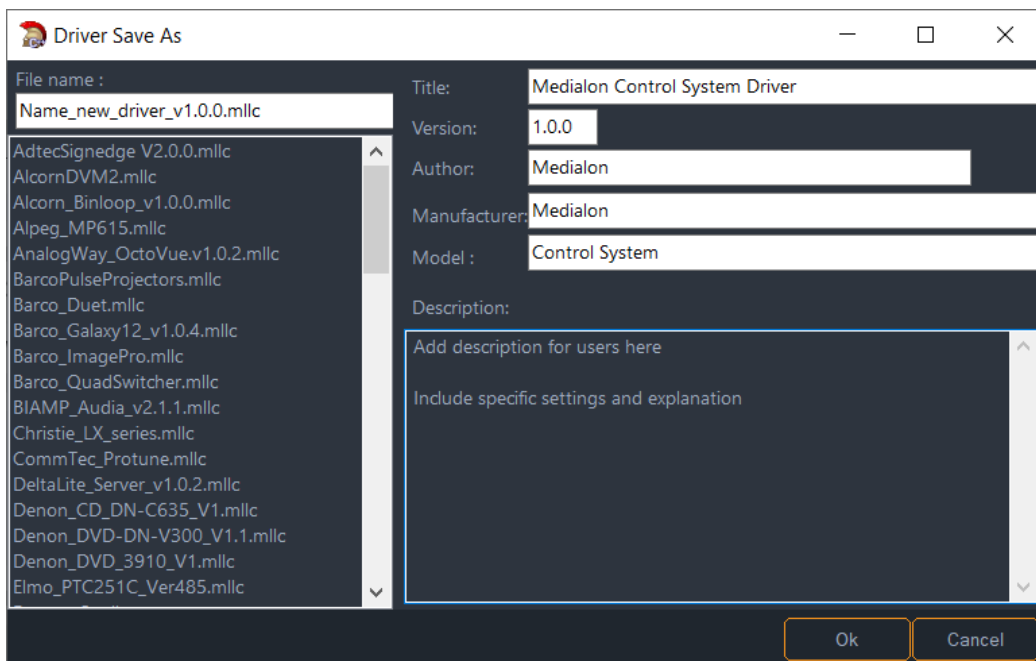 Driver Save As
File name :
Name_new_driver_v1.0.0.mllc
AdtecSignedge V2.0.0.mllc
AlcornDVM2.mllc
Alcorn_Binloop_v1.0.0.mllc
Alpeg_MP615.mllc
AnalogWay_OctoVue.v1.0.2.mllc
BarcoPulseProjectors.mllc
Barco_Duet.mllc
Barco_Galaxy12_v1.0.4.mllc
Barco_ImagePro.mllc
Barco_QuadSwitcher.mllc
BIAMP_Audia_v2.1.1.mllc
Christie_LX_series.mllc
CommTec_Protune.mllc
DeltaLite_Server_v1.0.2.mllc
Denon_CD_DN-C635_V1.mllc
Denon_DVD-DN-V300_V1.1.mllc
Denon_DVD_3910_V1.mllc
Elmo_PTC251C_Ver485.mllc
Title: Medialon Control System Driver
Version: 1.0.0
Author: Medialon
Manufacturer: Medialon
Model : Control System
Description:
Add description for users here
Include specific settings and explanation
Ok Cancel